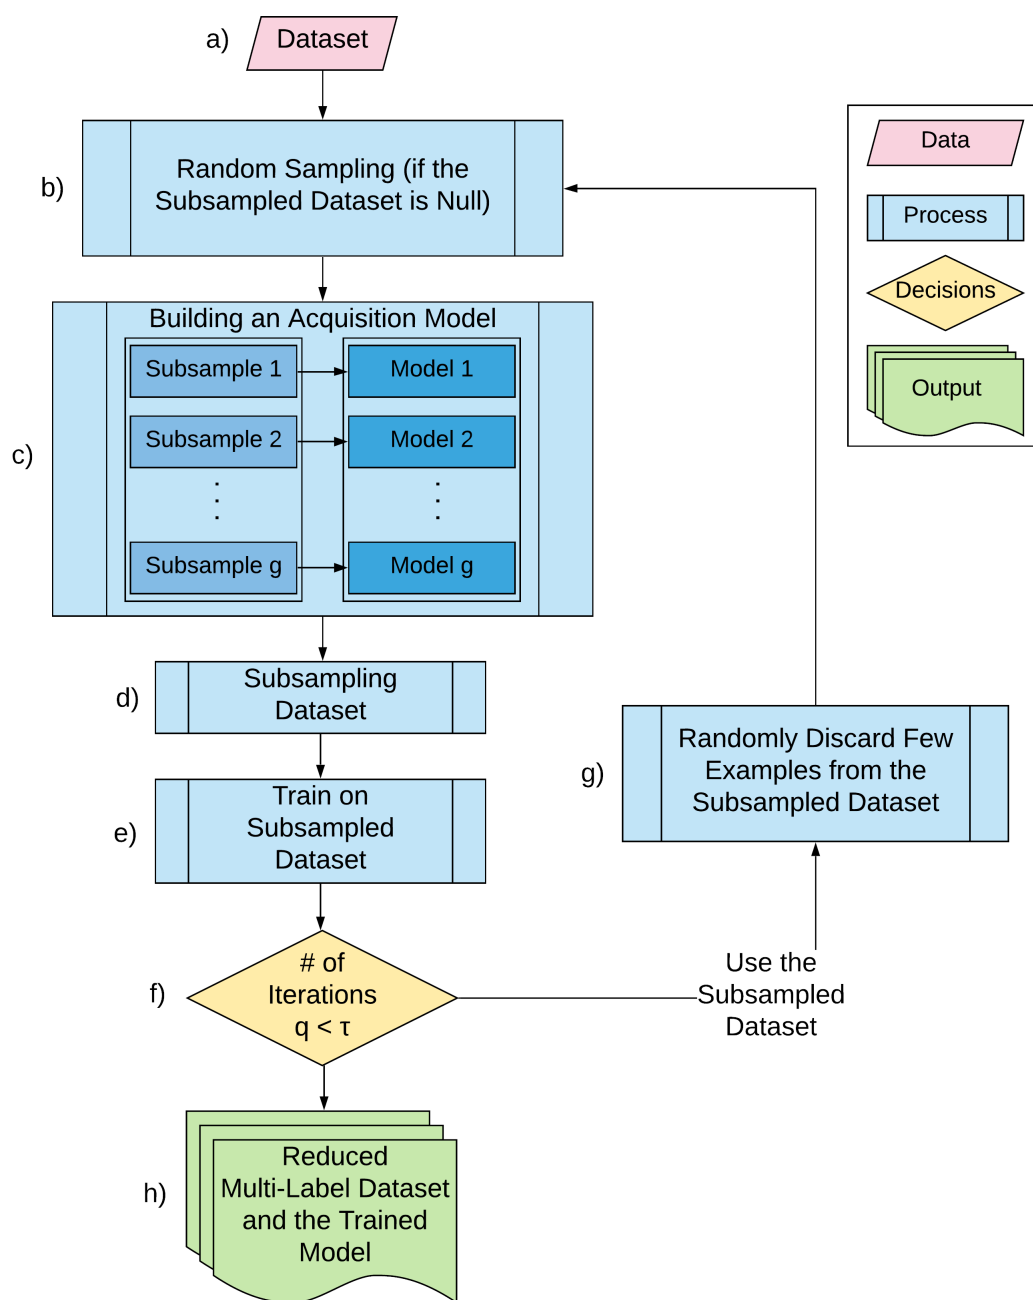 a)
Dataset
b)
Random Sampling (if the
Subsampled Dataset is Null)
c)
Building an Acquisition Model
Subsample 1
Model 1
Subsample 2
Model 2
Subsample g
Model g
d)
Subsampling
Dataset
e)
Train on
Subsampled
Dataset
f)
# of
Iterations
q < τ
Use the
Subsampled
Dataset
g)
Randomly Discard Few
Examples from the
Subsampled Dataset
h)
Reduced
Multi-Label Dataset
and the Trained
Model
Data
Process
Decisions
Output